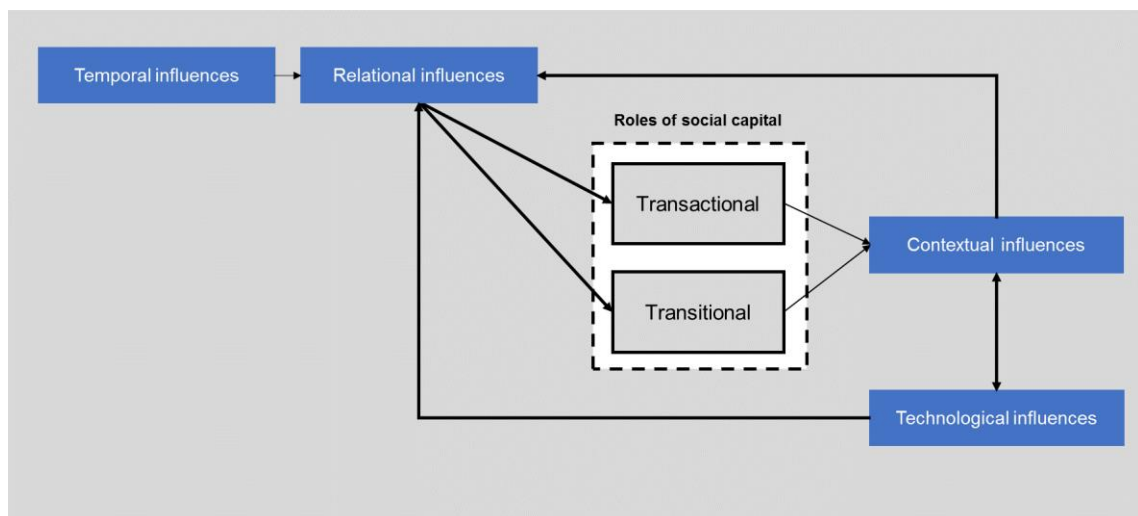 Temporal influences
Relational influences
Roles of social capital
Transactional
Contextual influences
Transitional
Technological influences